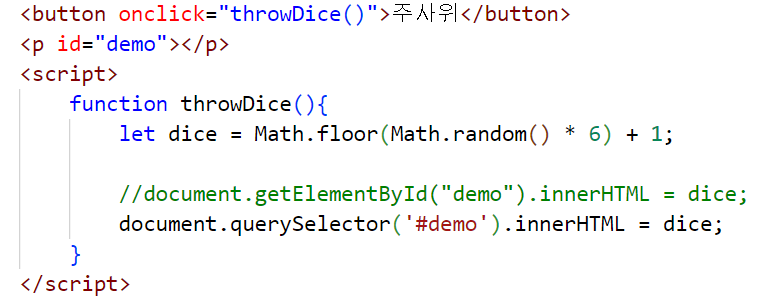 <button onclick="throwDice()">주사위</button>
<p id="demo"></p>
<script>
function throwDice(){
let dice = Math.floor(Math.random() * 6) + 1;
//document.getElementById("demo").innerHTML = dice;
document.querySelector('#demo').innerHTML = dice;
}
</script>